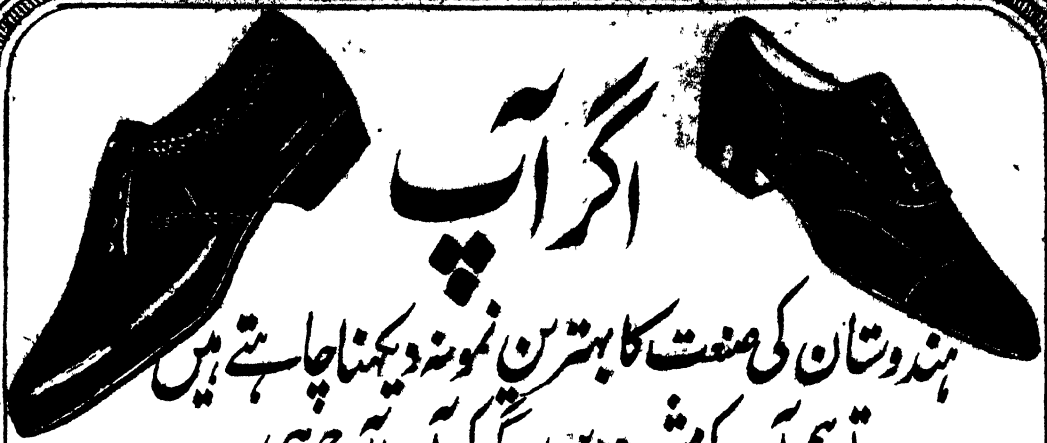 اگر آپ
ہندوستان کی صنعت کا بہترین نمونہ دیکھنا چاہتے ہیں